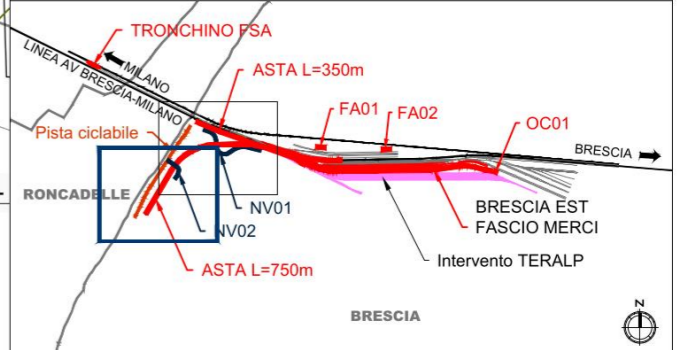 TRONCHINO FSA
MILANO
LINEA AV BRESCIA-MILANO
ASTA L=350m
FA01
FA02
OC01
Pista ciclabile
BRESCIA
RONCADELLE
NV01
NV02
BRESCIA EST
FASCIO MERCI
Intervento TERALP
ASTA L=750m
BRESCIA
N